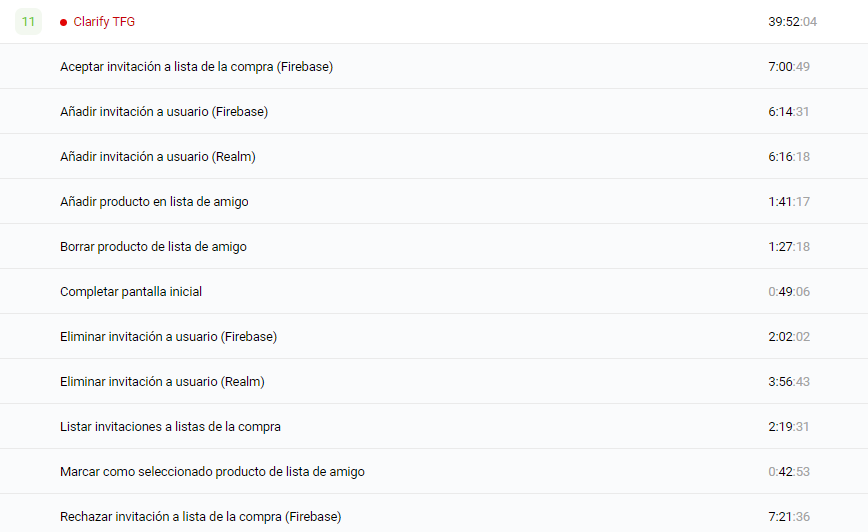 11 Clarify TFG 39:52:04
Aceptar invitación a lista de la compra (Firebase) 7:00:49
Añadir invitación a usuario (Firebase) 6:14:31
Añadir invitación a usuario (Realm) 6:16:18
Añadir producto en lista de amigo 1:41:17
Borrar producto de lista de amigo 1:27:18
Completar pantalla inicial 0:49:06
Eliminar invitación a usuario (Firebase) 2:02:02
Eliminar invitación a usuario (Realm) 3:56:43
Listar invitaciones a listas de la compra 2:19:31
Marcar como seleccionado producto de lista de amigo 0:42:53
Rechazar invitación a lista de la compra (Firebase) 7:21:36